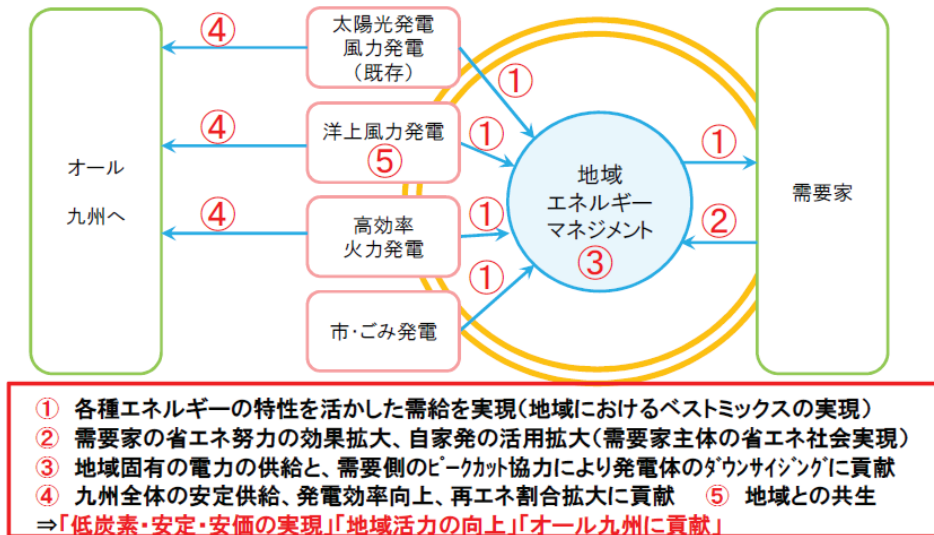 オール
九州へ
④
④
④
太陽光発電
風力発電
（既存）
洋上風力発電
⑤
高効率
火力発電
市・ごみ発電
①
①
①
①
地域
エネルギー
マネジメント
③
①
②
需要家
① 各種エネルギーの特性を活かした需給を実現（地域におけるベストミックスの実現）
② 需要家の省エネ努力の効果拡大、自家発の活用拡大（需要家主体の省エネ社会実現）
③ 地域固有の電力の供給と、需要側のﾋﾟｰｸｶｯﾄ協力により発電体のﾀﾞｳﾝｻｲｼﾞﾝｸﾞに貢献
④ 九州全体の安定供給、発電効率向上、再エネ割合拡大に貢献 ⑤ 地域との共生
⇒「低炭素・安定・安価の実現」「地域活力の向上」「オール九州に貢献」